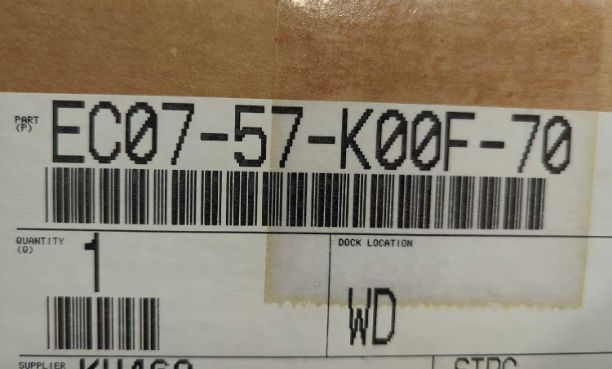 PART
(P)
EC07-57-K00F-70
QUANTITY
(Q)
1
DOCK LOCATION
WD
SUPPLIER